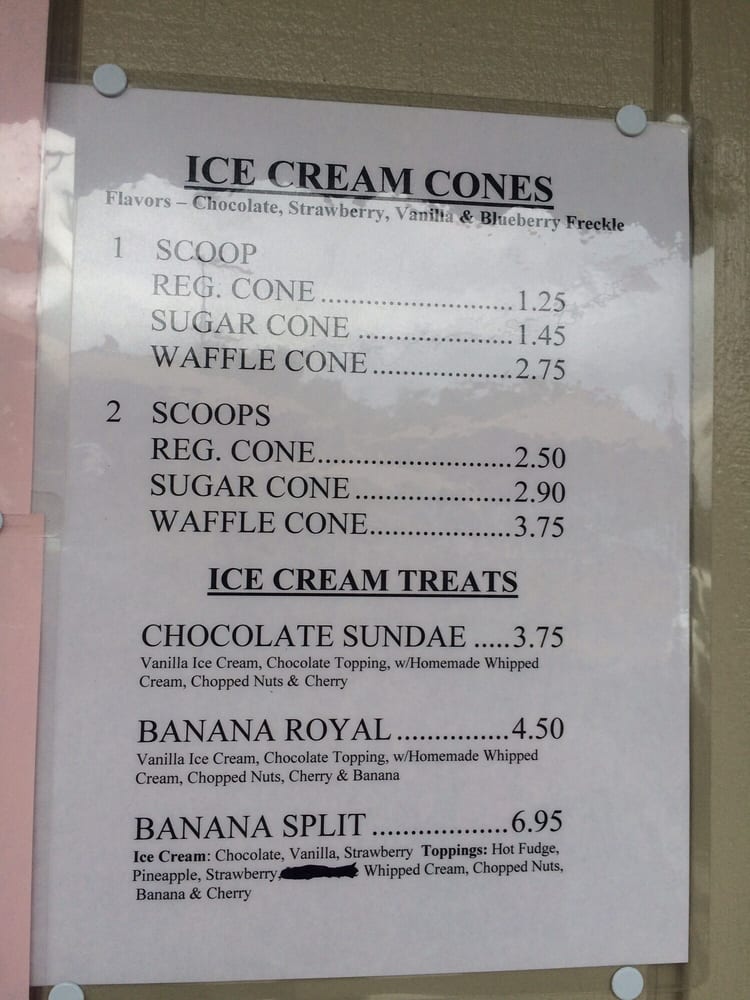 ICE CREAM CONES
Flavors – Chocolate, Strawberry, Vanilla & Blueberry Freckle
1 SCOOP
REG. CONE......................1.25
SUGAR CONE ..................1.45
WAFFLE CONE................2.75
2 SCOOPS
REG. CONE......................2.50
SUGAR CONE..................2.90
WAFFLE CONE................3.75
ICE CREAM TREATS
CHOCOLATE SUNDAE .....3.75
Vanilla Ice Cream, Chocolate Topping, w/Homemade Whipped
Cream, Chopped Nuts & Cherry
BANANA ROYAL...............4.50
Vanilla Ice Cream, Chocolate Topping, w/Homemade Whipped
Cream, Chopped Nuts, Cherry & Banana
BANANA SPLIT..................6.95
Ice Cream: Chocolate, Vanilla, Strawberry Toppings: Hot Fudge,
Pineapple, Strawberry, Whipped Cream, Chopped Nuts,
Banana & Cherry